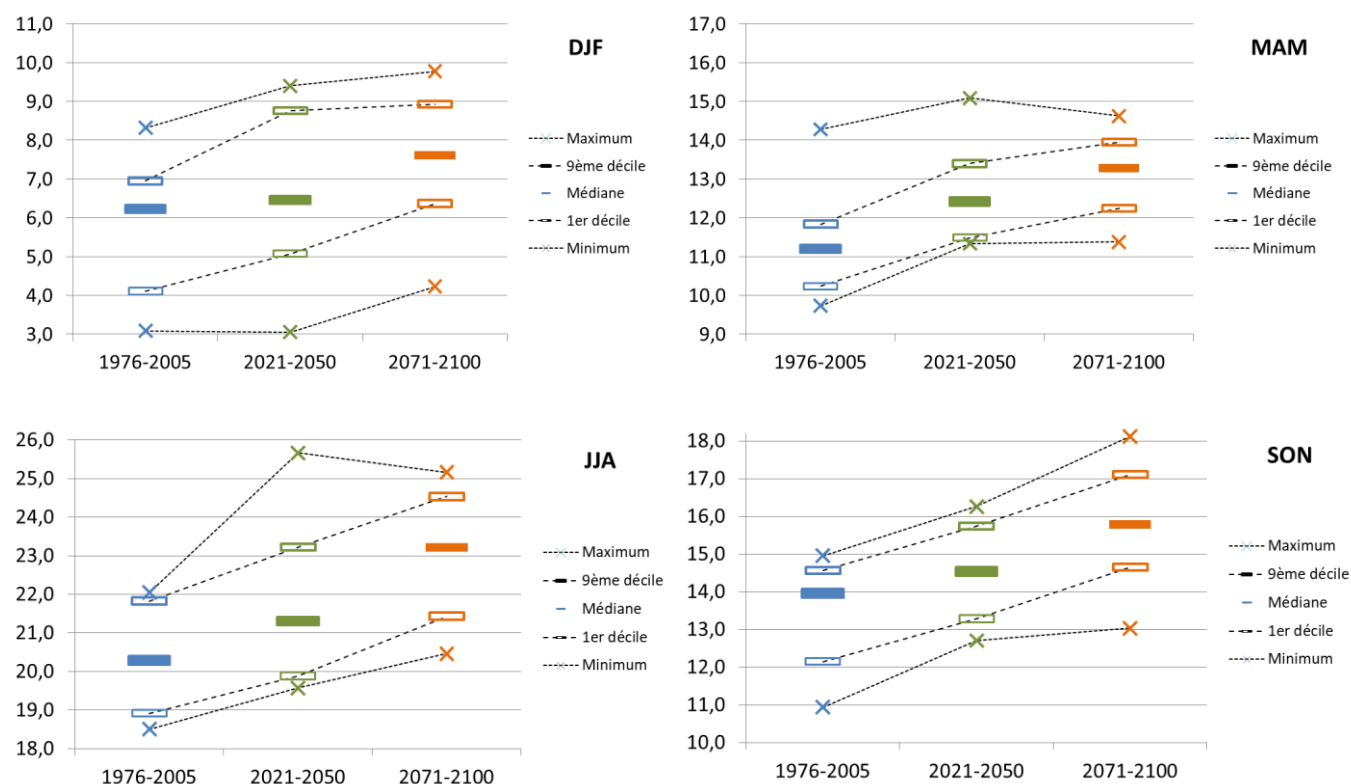 DJF
11,0
10,0
9,0
8,0
7,0
6,0
5,0
4,0
3,0
1976-2005 2021-2050 2071-2100
Maximum
9ème décile
Médiane
1er décile
Minimum
MAM
17,0
16,0
15,0
14,0
13,0
12,0
11,0
10,0
9,0
1976-2005 2021-2050 2071-2100
Maximum
9ème décile
Médiane
1er décile
Minimum
JJA
26,0
25,0
24,0
23,0
22,0
21,0
20,0
19,0
18,0
1976-2005 2021-2050 2071-2100
Maximum
9ème décile
Médiane
1er décile
Minimum
SON
18,0
17,0
16,0
15,0
14,0
13,0
12,0
11,0
10,0
1976-2005 2021-2050 2071-2100
Maximum
9ème décile
Médiane
1er décile
Minimum